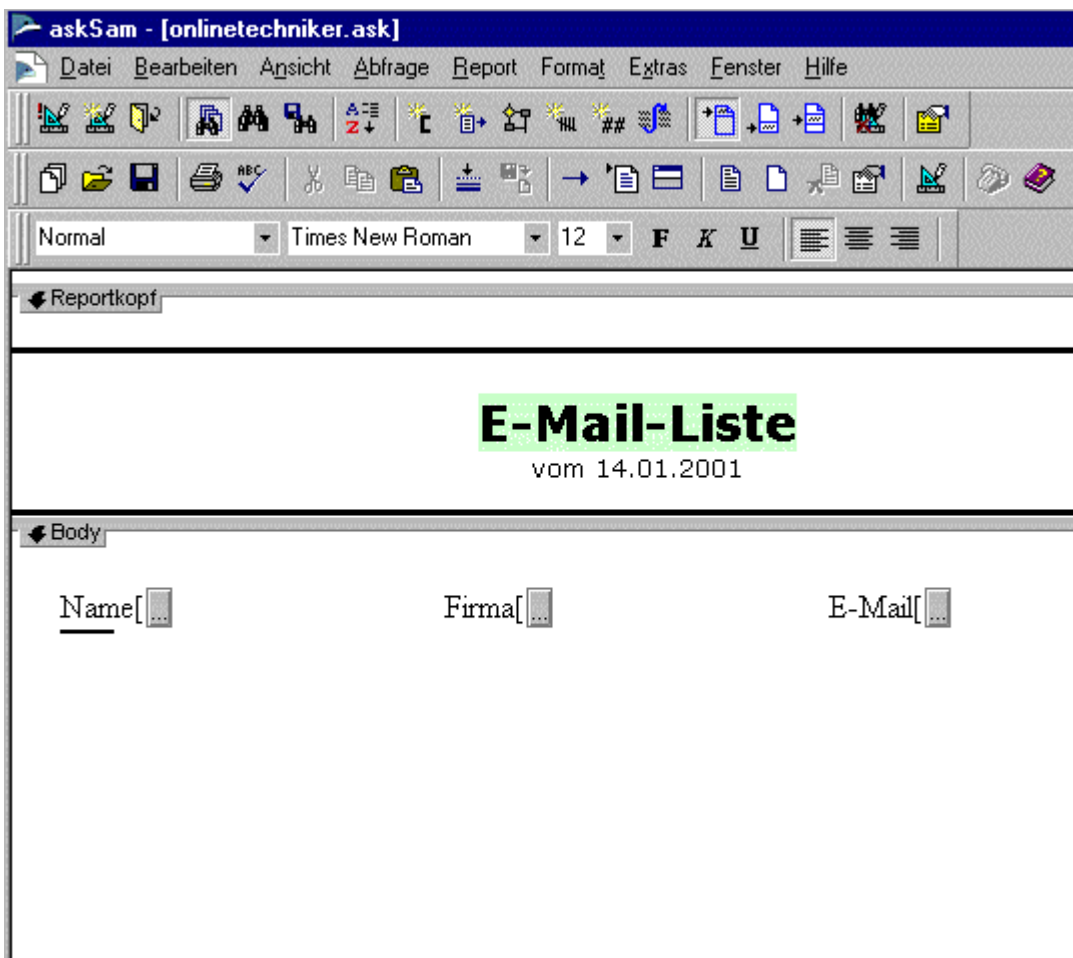 askSam - [onlinetechniker.ask]
Datei Bearbeiten Ansicht Abfrage Report Format Extras Fenster Hilfe
A Z C ##
ABC
Normal Times New Roman 12 F K U
Reportkopf
E-Mail-Liste
vom 14.01.2001
Body
Name[... Firma[... E-Mail[...